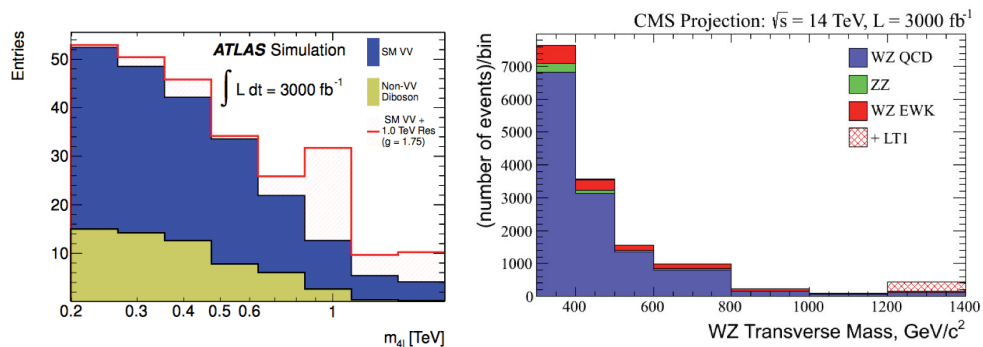 ATLAS Simulation
∫ L dt = 3000 fb⁻¹
SM VV
Non-VV
Diboson
SM VV +
1.0 TeV Res
(g = 1.75)
Entries
50
40
30
20
10
0
0.2 0.3 0.4 0.5 0.6 1
m4l [TeV]
CMS Projection: √s = 14 TeV, L = 3000 fb⁻¹
WZ QCD
ZZ
WZ EWK
+ LT1
(number of events)/bin
7000
6000
5000
4000
3000
2000
1000
0
400 600 800 1000 1200 1400
WZ Transverse Mass, GeV/c²